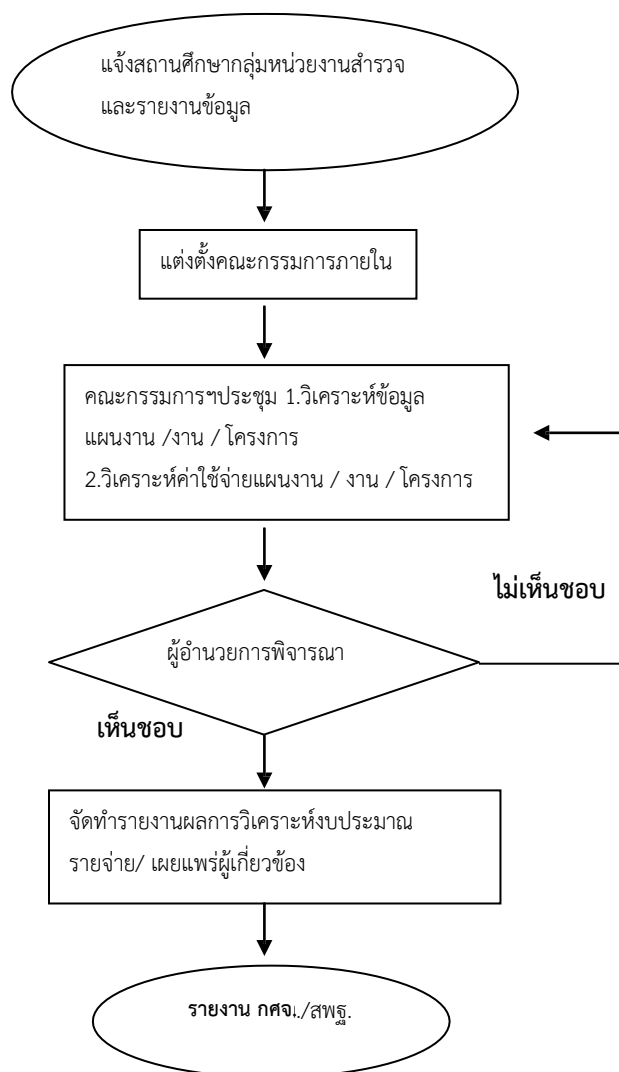 แจ้งสถานศึกษากลุ่มหน่วยงานสำรวจ
และรายงานข้อมูล
แต่งตั้งคณะกรรมการภายใน
คณะกรรมการฯประชุม 1.วิเคราะห์ข้อมูล
แผนงาน /งาน / โครงการ
2.วิเคราะห์ค่าใช้จ่ายแผนงาน / งาน / โครงการ
ไม่เห็นชอบ
ผู้อำนวยการพิจารณา
เห็นชอบ
จัดทำรายงานผลการวิเคราะห์งบประมาณ
รายจ่าย/ เผยแพร่ผู้เกี่ยวข้อง
รายงาน กศจ./สพฐ.